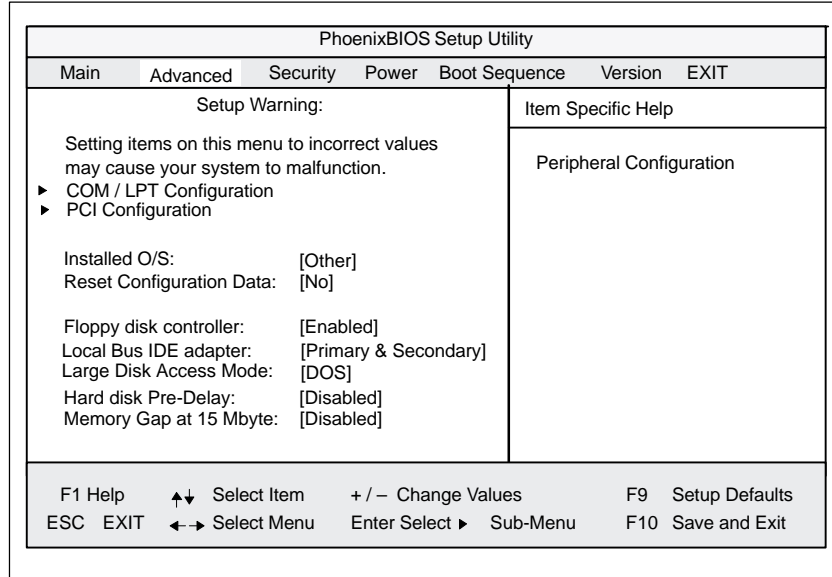 PhoenixBIOS Setup Utility
Main Advanced Security Power Boot Sequence Version EXIT
Setup Warning:
Setting items on this menu to incorrect values
may cause your system to malfunction.
COM / LPT Configuration
PCI Configuration
Installed O/S: [Other]
Reset Configuration Data: [No]
Floppy disk controller: [Enabled]
Local Bus IDE adapter: [Primary & Secondary]
Large Disk Access Mode: [DOS]
Hard disk Pre-Delay: [Disabled]
Memory Gap at 15 Mbyte: [Disabled]
Item Specific Help
Peripheral Configuration
F1 Help Select Item + / – Change Values F9 Setup Defaults
ESC EXIT Select Menu Enter Select Sub-Menu F10 Save and Exit